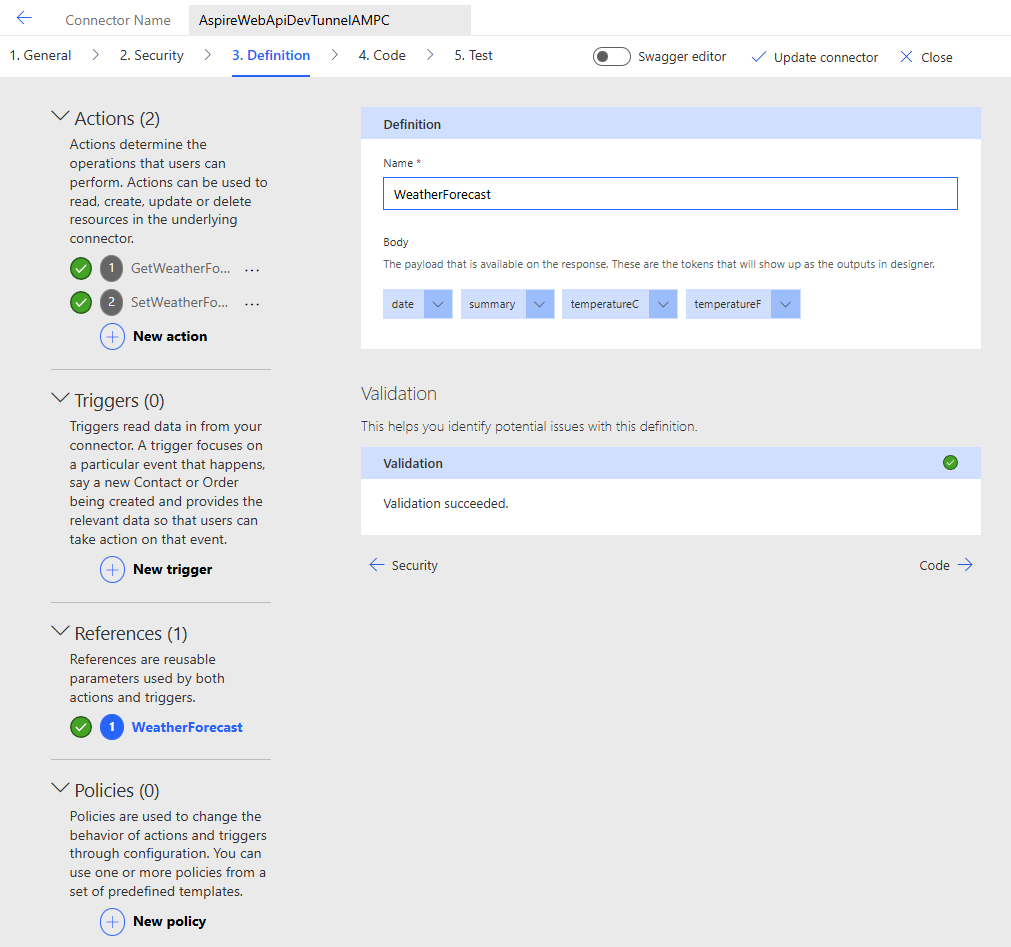 Connector Name AspireWebApiDevTunnelAMPC
1. General 2. Security 3. Definition 4. Code 5. Test Swagger editor Update connector Close
Actions (2)
Actions determine the
operations that users can
perform. Actions can be used to
read, create, update or delete
resources in the underlying
connector.
1 GetWeatherFo... ...
2 SetWeatherFo... ...
New action
Triggers (0)
Triggers read data in from your
connector. A trigger focuses on
a particular event that happens,
say a new Contact or Order
being created and provides the
relevant data so that users can
take action on that event.
New trigger
References (1)
References are reusable
parameters used by both
actions and triggers.
1 WeatherForecast
Policies (0)
Policies are used to change the
behavior of actions and triggers
through configuration. You can
use one or more policies from a
set of predefined templates.
New policy
Definition
Name *
WeatherForecast
Body
The payload that is available on the response. These are the tokens that will show up as the outputs in designer.
date summary temperatureC temperatureF
Validation
This helps you identify potential issues with this definition.
Validation
Validation succeeded.
Security Code